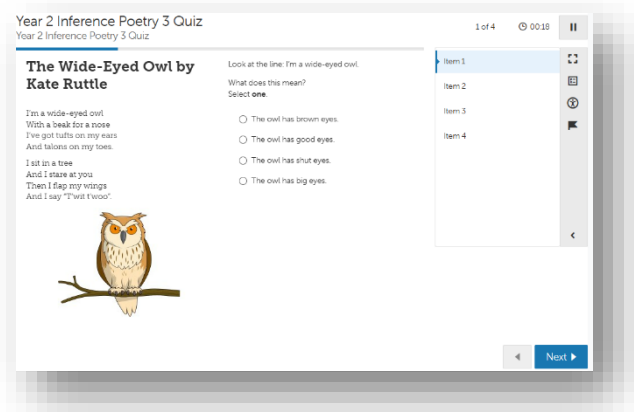 Year 2 Inference Poetry 3 Quiz
Year 2 Inference Poetry 3 Quiz
1 of 4
00:18
The Wide-Eyed Owl by
Kate Ruttle
I'm a wide-eyed owl
With a beak for a nose
I've got tufts on my ears
And talons on my toes.
I sit in a tree
And I stare at you
Then I flap my wings
And I say "T'wit t'woo".
Look at the line: I'm a wide-eyed owl.
What does this mean?
Select one.
The owl has brown eyes.
The owl has good eyes.
The owl has shut eyes.
The owl has big eyes.
Item 1
Item 2
Item 3
Item 4
Next